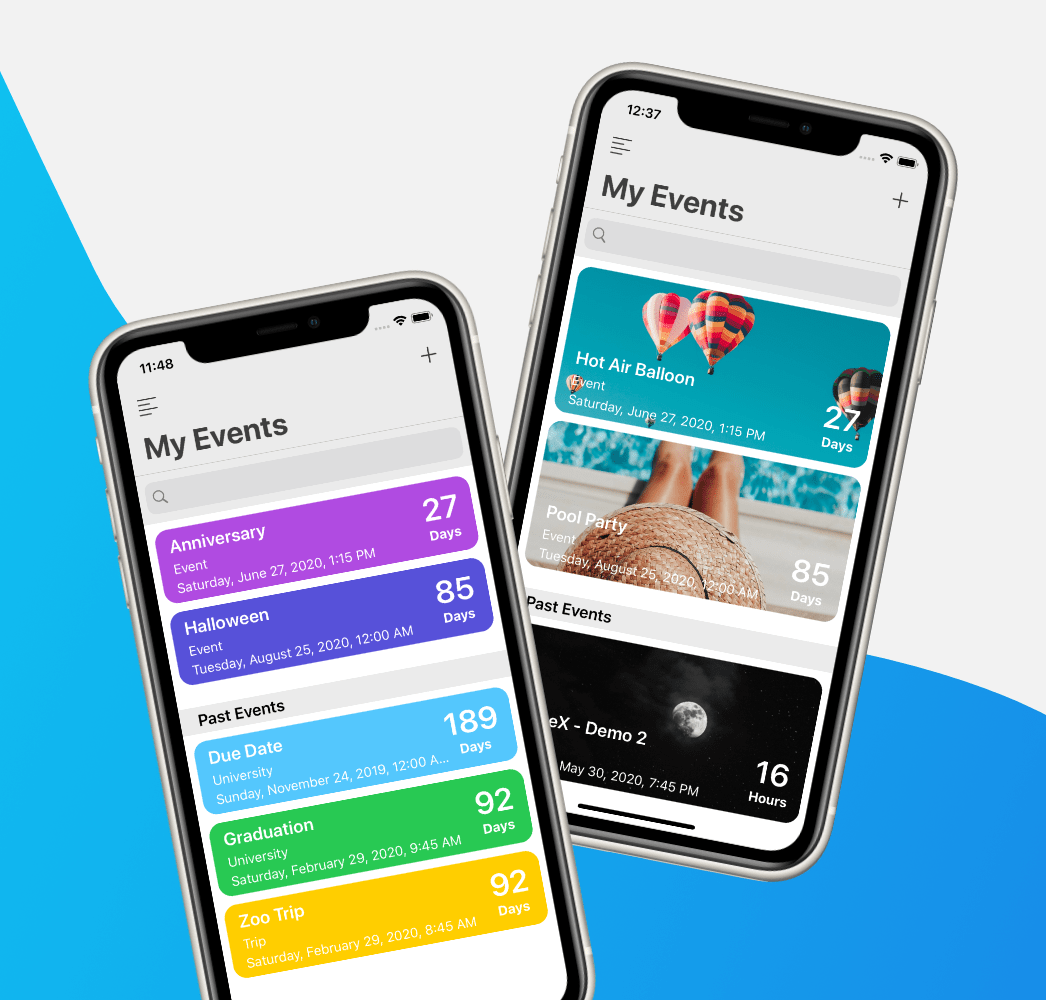 11:48
My Events
Anniversary
Event
Saturday, June 27, 2020, 1:15 PM
27
Days
Halloween
Event
Tuesday, August 25, 2020, 12:00 AM
85
Days
Past Events
Due Date
University
Sunday, November 24, 2019, 12:00 A...
189
Days
Graduation
University
Saturday, February 29, 2020, 9:45 AM
92
Days
Zoo Trip
Trip
Saturday, February 29, 2020, 8:45 AM
92
Days
12:37
My Events
Hot Air Balloon
Event
Saturday, June 27, 2020, 1:15 PM
27
Days
Pool Party
Event
Tuesday, August 25, 2020, 12:00 AM
85
Days
Past Events
eX - Demo 2
May 30, 2020, 7:45 PM
16
Hours